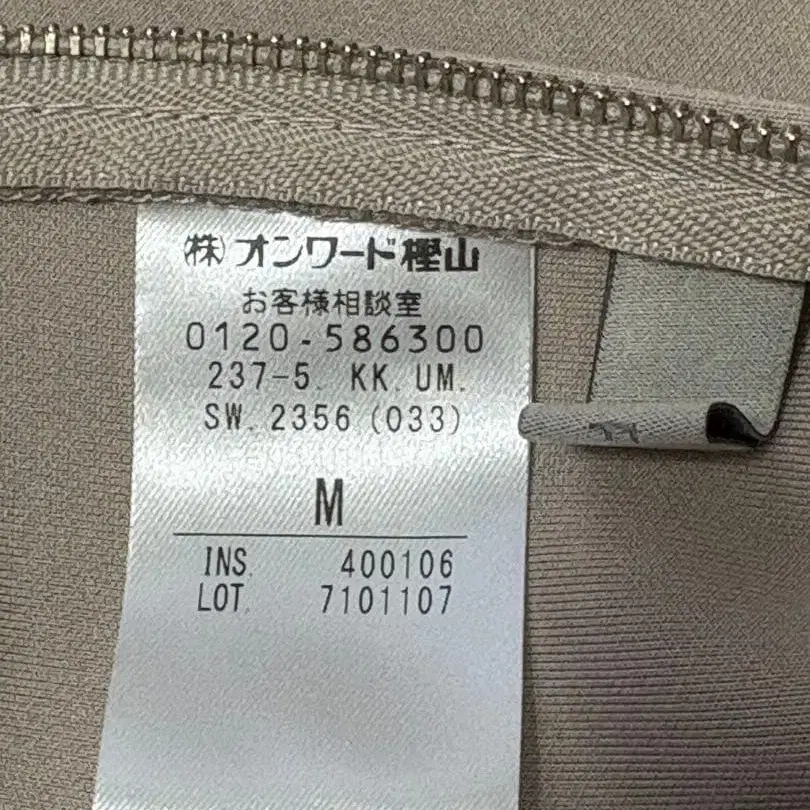 (株)オンワード樫山
お客様相談室
0120-586300
237-5. KK. UM.
SW. 2356 (033)
M
INS. 400106
LOT. 7101107